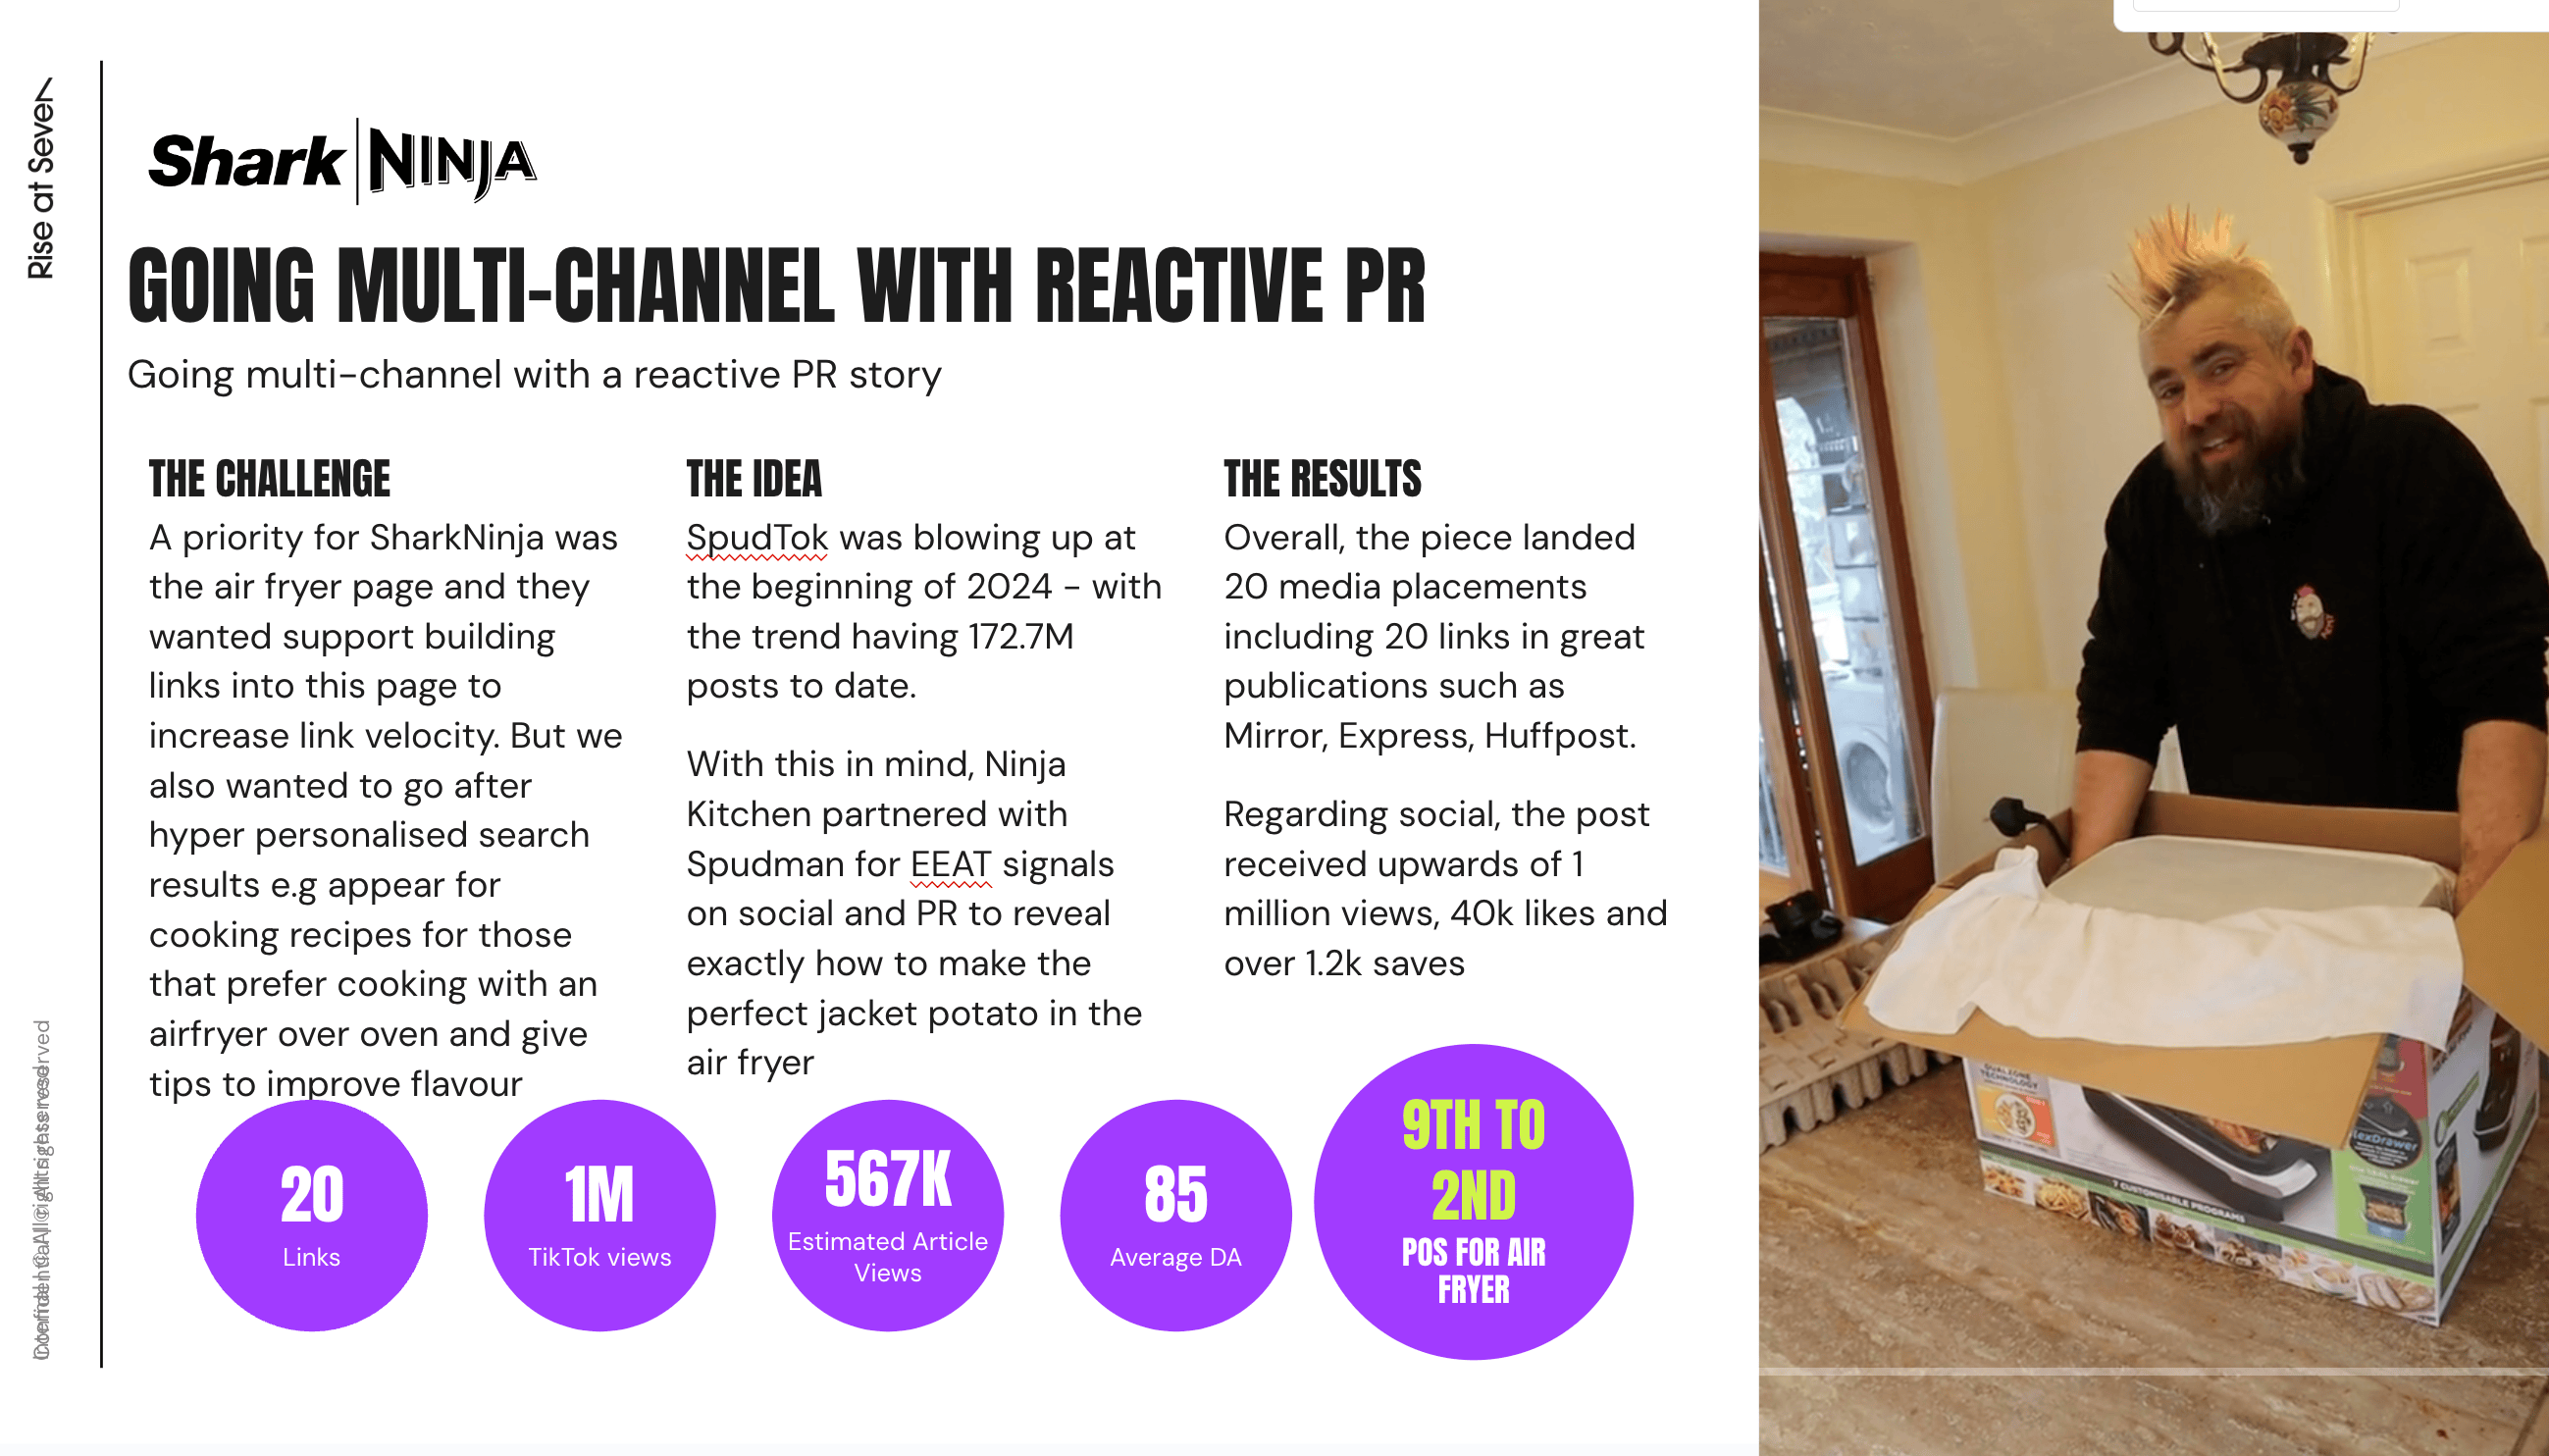 Rise at Seven
Shark NINJA
GOING MULTI-CHANNEL WITH REACTIVE PR
Going multi-channel with a reactive PR story
THE CHALLENGE
A priority for SharkNinja was
the air fryer page and they
wanted support building
links into this page to
increase link velocity. But we
also wanted to go after
hyper personalised search
results e.g appear for
cooking recipes for those
that prefer cooking with an
airfryer over oven and give
tips to improve flavour
THE IDEA
SpudTok was blowing up at
the beginning of 2024 - with
the trend having 172.7M
posts to date.
With this in mind, Ninja
Kitchen partnered with
Spudman for EEAT signals
on social and PR to reveal
exactly how to make the
perfect jacket potato in the
air fryer
THE RESULTS
Overall, the piece landed
20 media placements
including 20 links in great
publications such as
Mirror, Express, Huffpost.
Regarding social, the post
received upwards of 1
million views, 40k likes and
over 1.2k saves
20
Links
1M
TikTok views
567K
Estimated Article
Views
85
Average DA
9TH TO
2ND
POS FOR AIR
FRYER
7 CUSTOMISABLE PROGRAMS